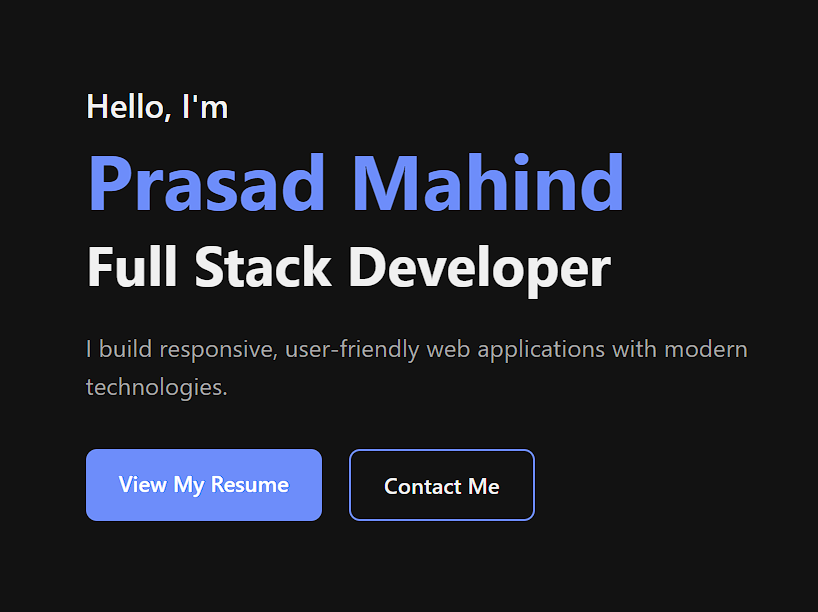 Hello, I'm
Prasad Mahind
Full Stack Developer
I build responsive, user-friendly web applications with modern
technologies.
View My Resume
Contact Me